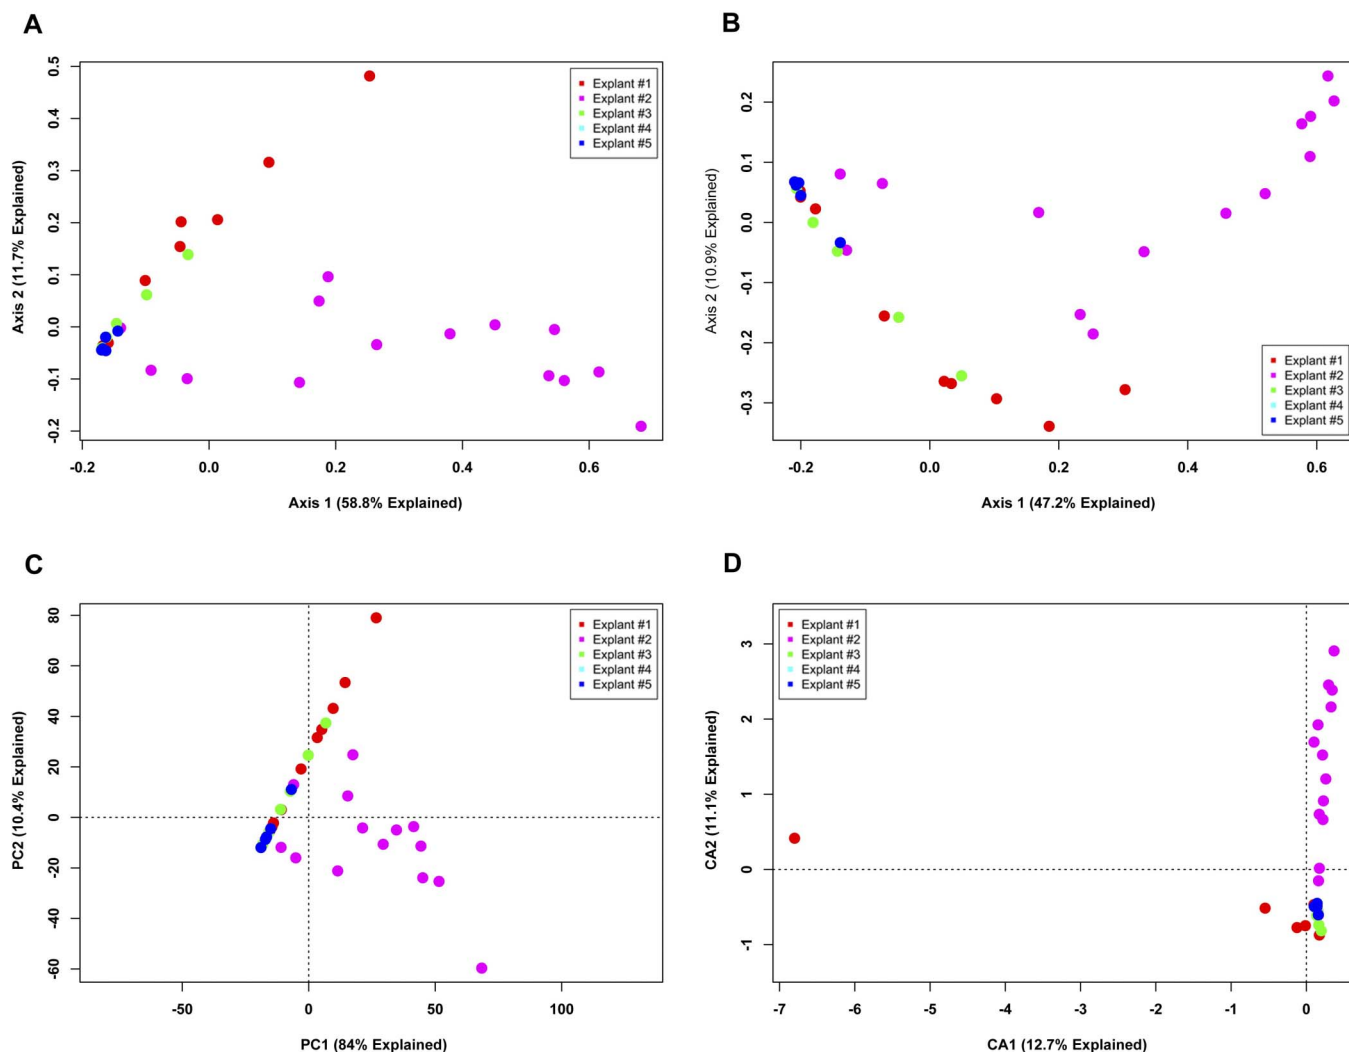 A
Axis 2 (11.7% Explained)
0.5
0.4
0.3
0.2
0.1
0.0
-0.1
-0.2
Explant #1
Explant #2
Explant #3
Explant #4
Explant #5
-0.2 0.0 0.2 0.4 0.6
Axis 1 (58.8% Explained)
B
Axis 2 (10.9% Explained)
0.2
0.1
0.0
-0.1
-0.2
-0.3
Explant #1
Explant #2
Explant #3
Explant #4
Explant #5
-0.2 0.0 0.2 0.4 0.6
Axis 1 (47.2% Explained)
C
PC2 (10.4% Explained)
80
60
40
20
0
-20
-40
-60
Explant #1
Explant #2
Explant #3
Explant #4
Explant #5
-50 0 50 100
PC1 (84% Explained)
D
CA2 (11.1% Explained)
3
2
1
0
-1
Explant #1
Explant #2
Explant #3
Explant #4
Explant #5
-7 -6 -5 -4 -3 -2 -1 0
CA1 (12.7% Explained)